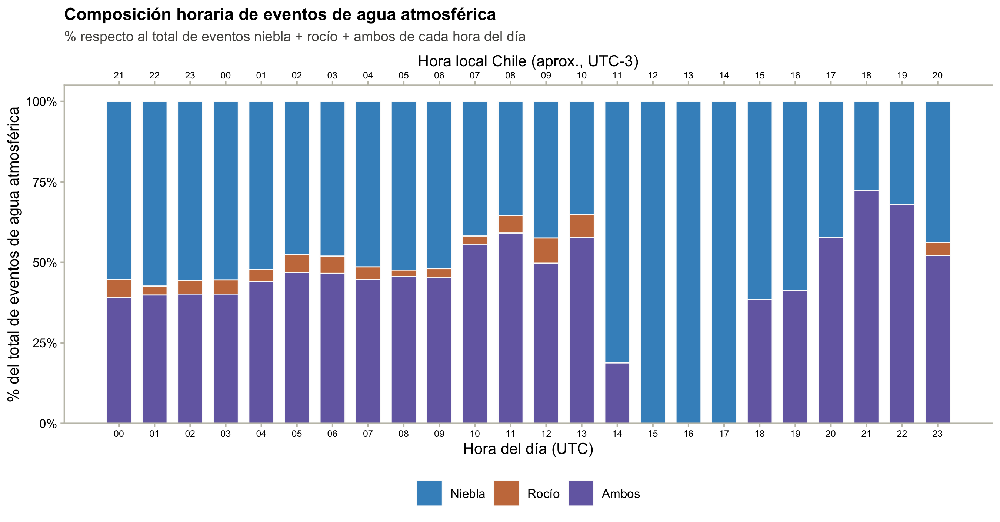 Composición horaria de eventos de agua atmosférica
% respecto al total de eventos niebla + rocío + ambos de cada hora del día
Hora local Chile (aprox., UTC-3)
21 22 23 00 01 02 03 04 05 06 07 08 09 10 11 12 13 14 15 16 17 18 19 20
% del total de eventos de agua atmosférica
100%
75%
50%
25%
0%
00 01 02 03 04 05 06 07 08 09 10 11 12 13 14 15 16 17 18 19 20 21 22 23
Hora del día (UTC)
Niebla Rocío Ambos